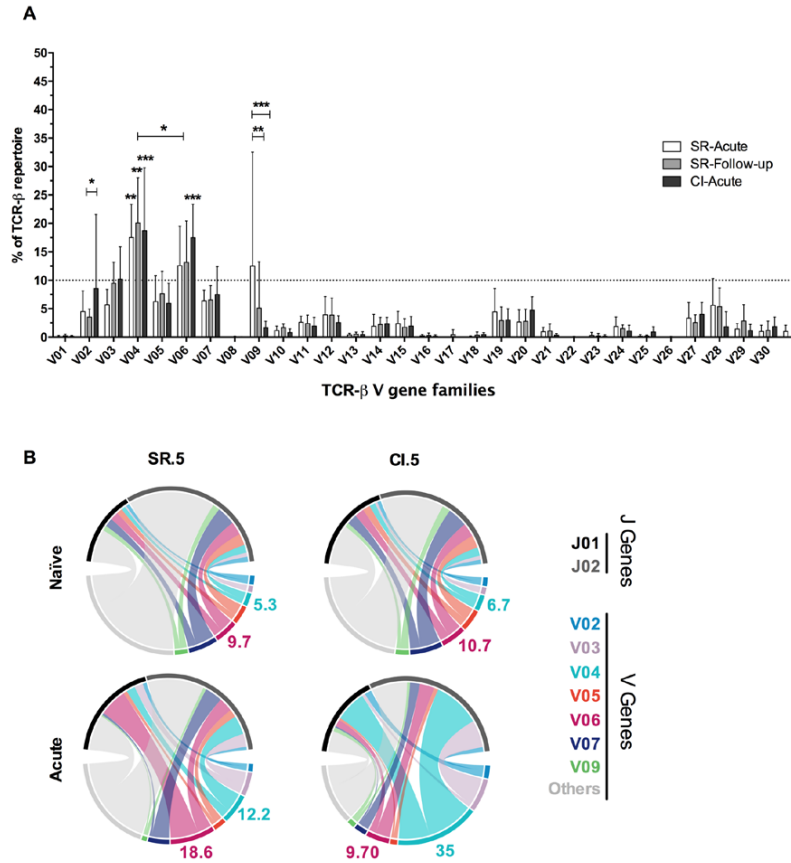 A
% of TCR-β repertoire
50
45
40
35
30
25
20
15
10
5
0
*
** ** ***
*
***
***
**
SR-Acute
SR-Follow-up
CI-Acute
V01 V02 V03 V04 V05 V06 V07 V08 V09 V10 V11 V12 V13 V14 V15 V16 V17 V18 V19 V20 V21 V22 V23 V24 V25 V26 V27 V28 V29 V30
TCR-β V gene families
B
SR.5 CI.5
Naïve
5.3
9.7
6.7
10.7
Acute
12.2
18.6
9.70
35
J01
J02
J Genes
V02
V03
V04
V05
V06
V07
V09
Others
V Genes